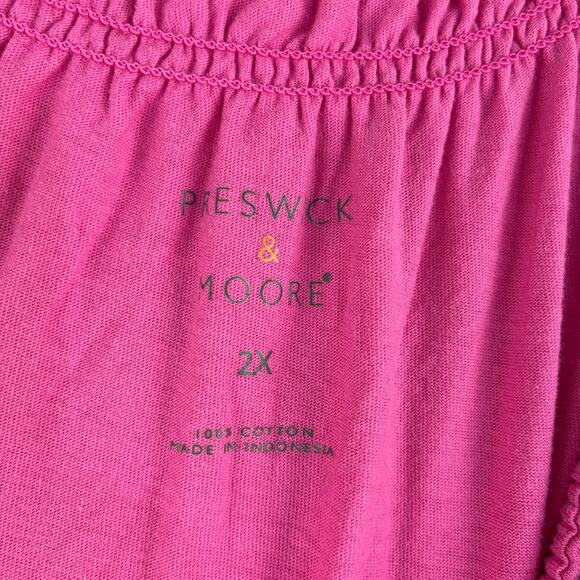 PRESWCK
&
MOORE®
2X
100% COTTON
MADE IN INDONESIA